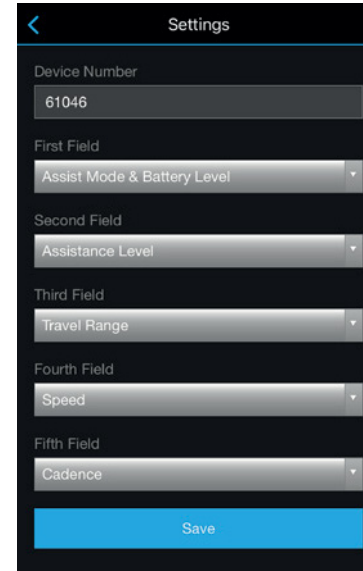 Settings
Device Number
61046
First Field
Assist Mode & Battery Level
Second Field
Assistance Level
Third Field
Travel Range
Fourth Field
Speed
Fifth Field
Cadence
Save